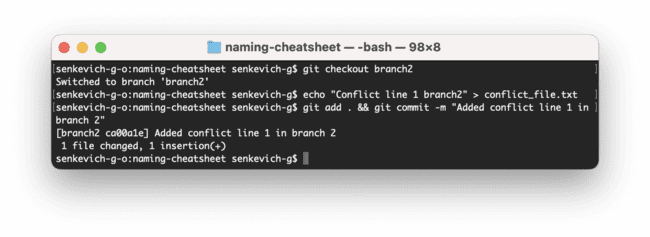 naming-cheatsheet — -bash — 98×8
[senkevich-g-o:naming-cheatsheet senkevich-g$ git checkout branch2 ]
Switched to branch 'branch2'
[senkevich-g-o:naming-cheatsheet senkevich-g$ echo "Conflict line 1 branch2" > conflict_file.txt ]
[senkevich-g-o:naming-cheatsheet senkevich-g$ git add . && git commit -m "Added conflict line 1 in ]
branch 2"
[branch2 ca00a1e] Added conflict line 1 in branch 2
1 file changed, 1 insertion(+)
senkevich-g-o:naming-cheatsheet senkevich-g$